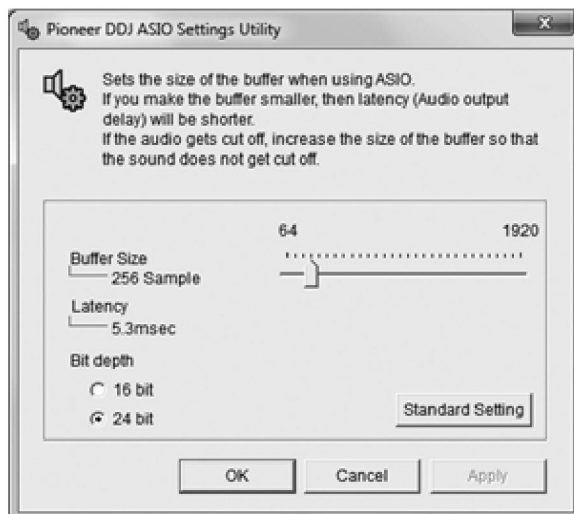 Pioneer DDJ ASIO Settings Utility
Sets the size of the buffer when using ASIO.
If you make the buffer smaller, then latency (Audio output
delay) will be shorter.
If the audio gets cut off, increase the size of the buffer so that
the sound does not get cut off.
64 1920
Buffer Size
256 Sample
Latency
5.3msec
Bit depth
16 bit
24 bit
Standard Setting
OK Cancel Apply